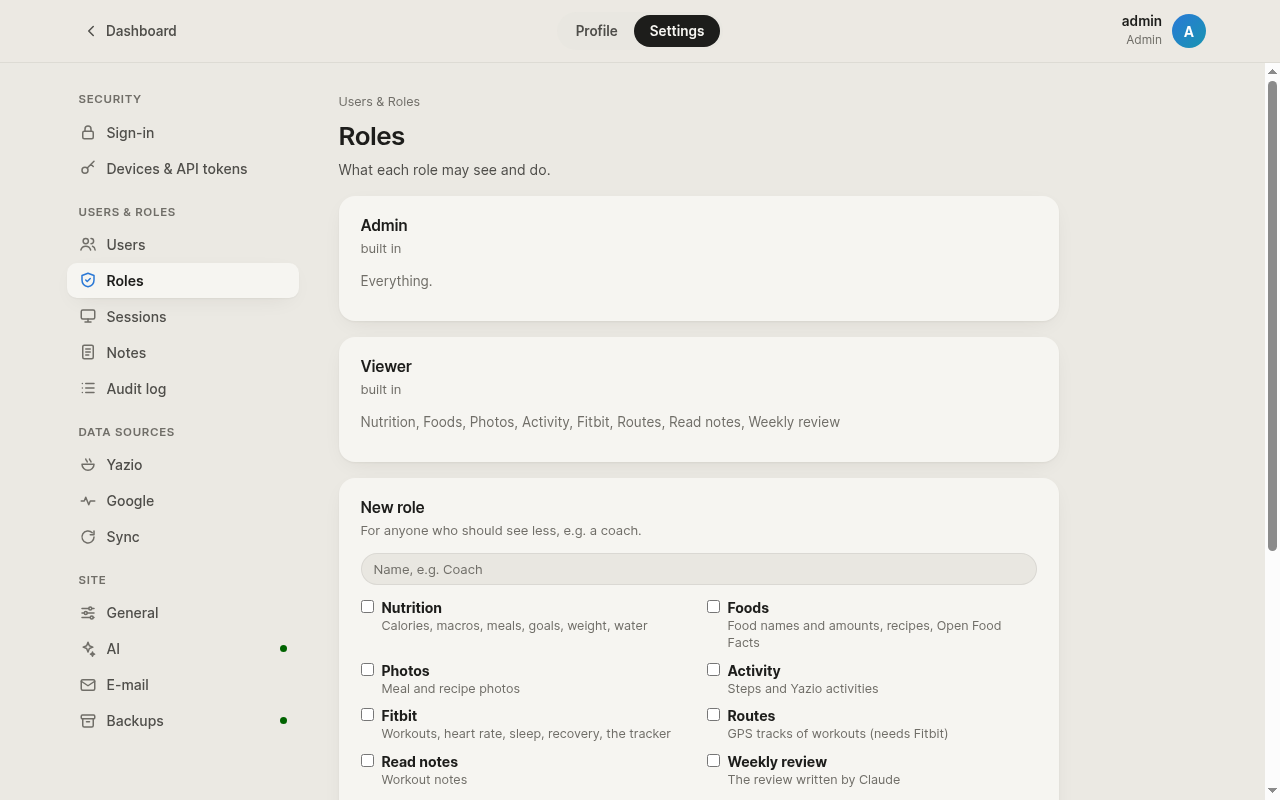 Dashboard
Profile
Settings
admin
Admin
A
SECURITY
Sign-in
Devices & API tokens
USERS & ROLES
Users
Roles
Sessions
Notes
Audit log
DATA SOURCES
Yazio
Google
Sync
SITE
General
AI
E-mail
Backups
Users & Roles
Roles
What each role may see and do.
Admin
built in
Everything.
Viewer
built in
Nutrition, Foods, Photos, Activity, Fitbit, Routes, Read notes, Weekly review
New role
For anyone who should see less, e.g. a coach.
Name, e.g. Coach
Nutrition
Calories, macros, meals, goals, weight, water
Foods
Food names and amounts, recipes, Open Food
Facts
Photos
Meal and recipe photos
Activity
Steps and Yazio activities
Fitbit
Workouts, heart rate, sleep, recovery, the tracker
Routes
GPS tracks of workouts (needs Fitbit)
Read notes
Workout notes
Weekly review
The review written by Claude